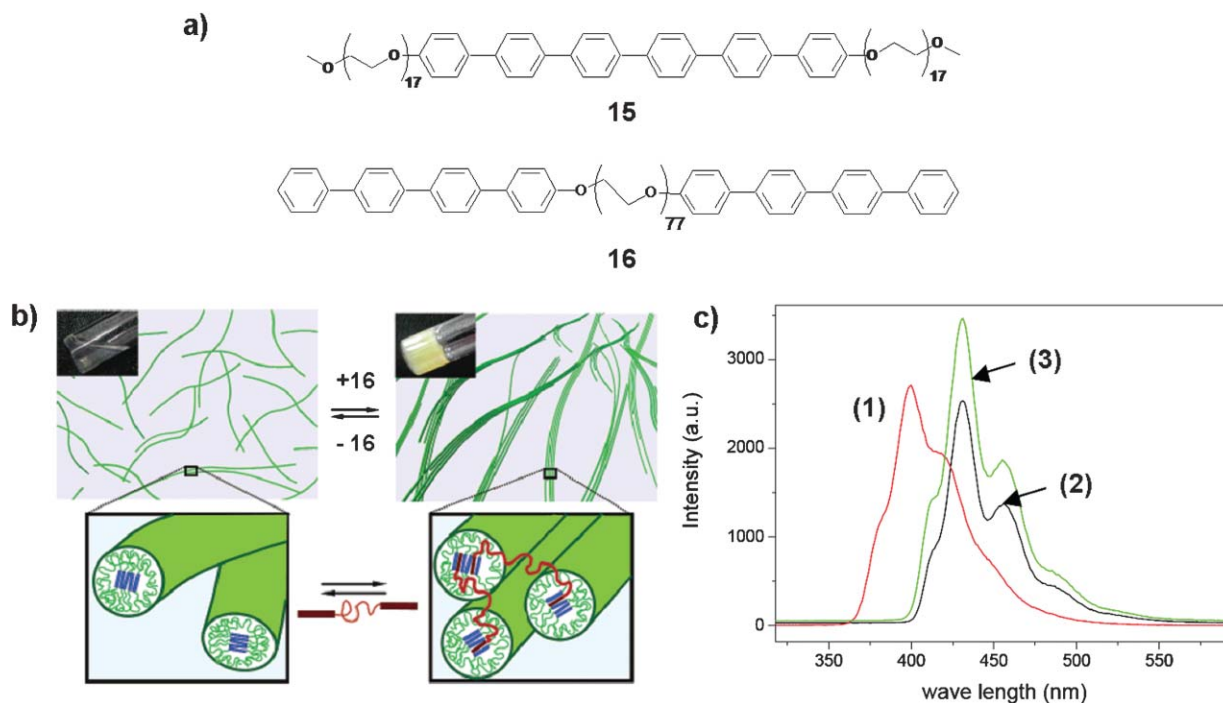 a)
O
O
17
O
O
17
15
O
O
77
16
b)
+16
- 16
c)
3000
2000
1000
0
Intensity (a.u.)
(1)
(3)
(2)
350 400 450 500 550
wave length (nm)